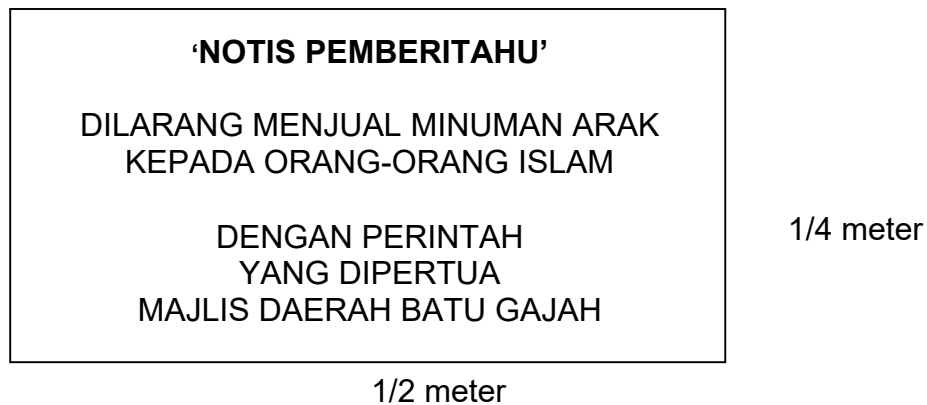 ‘NOTIS PEMBERITAHU’
DILARANG MENJUAL MINUMAN ARAK
KEPADA ORANG-ORANG ISLAM
DENGAN PERINTAH
YANG DIPERTUA
MAJLIS DAERAH BATU GAJAH
1/4 meter
1/2 meter